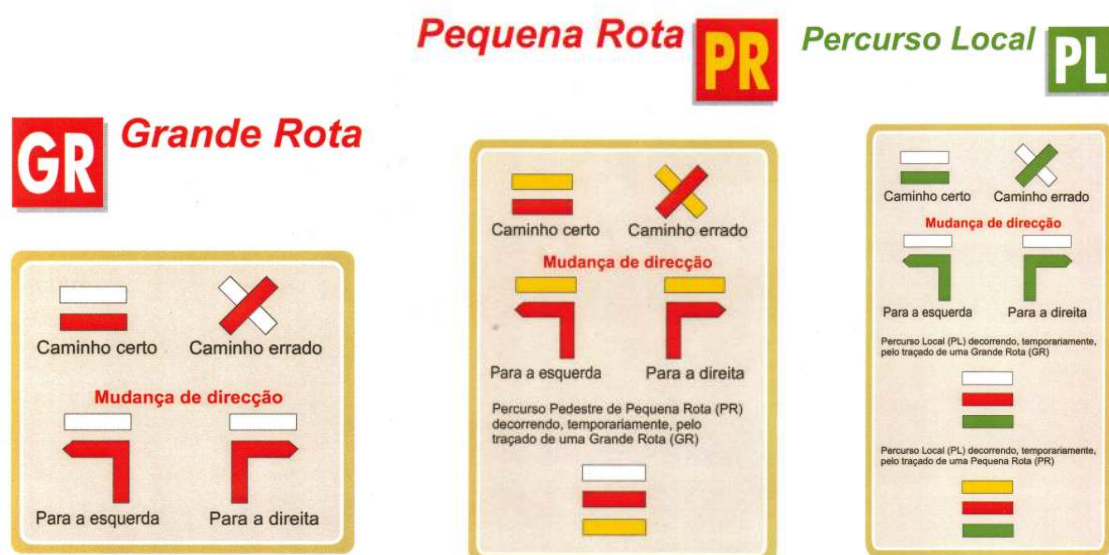 GR
Grande Rota
Caminho certo
Caminho errado
Mudança de direcção
Para a esquerda
Para a direita
Pequena Rota
PR
Caminho certo
Caminho errado
Mudança de direcção
Para a esquerda
Para a direita
Percurso Pedestre de Pequena Rota (PR)
decorrendo, temporariamente, pelo
traçado de uma Grande Rota (GR)
Percurso Local
PL
Caminho certo
Caminho errado
Mudança de direcção
Para a esquerda
Para a direita
Percurso Local (PL) decorrendo, temporariamente,
pelo traçado de uma Grande Rota (GR)
Percurso Local (PL) decorrendo, temporariamente,
pelo traçado de uma Pequena Rota (PR)